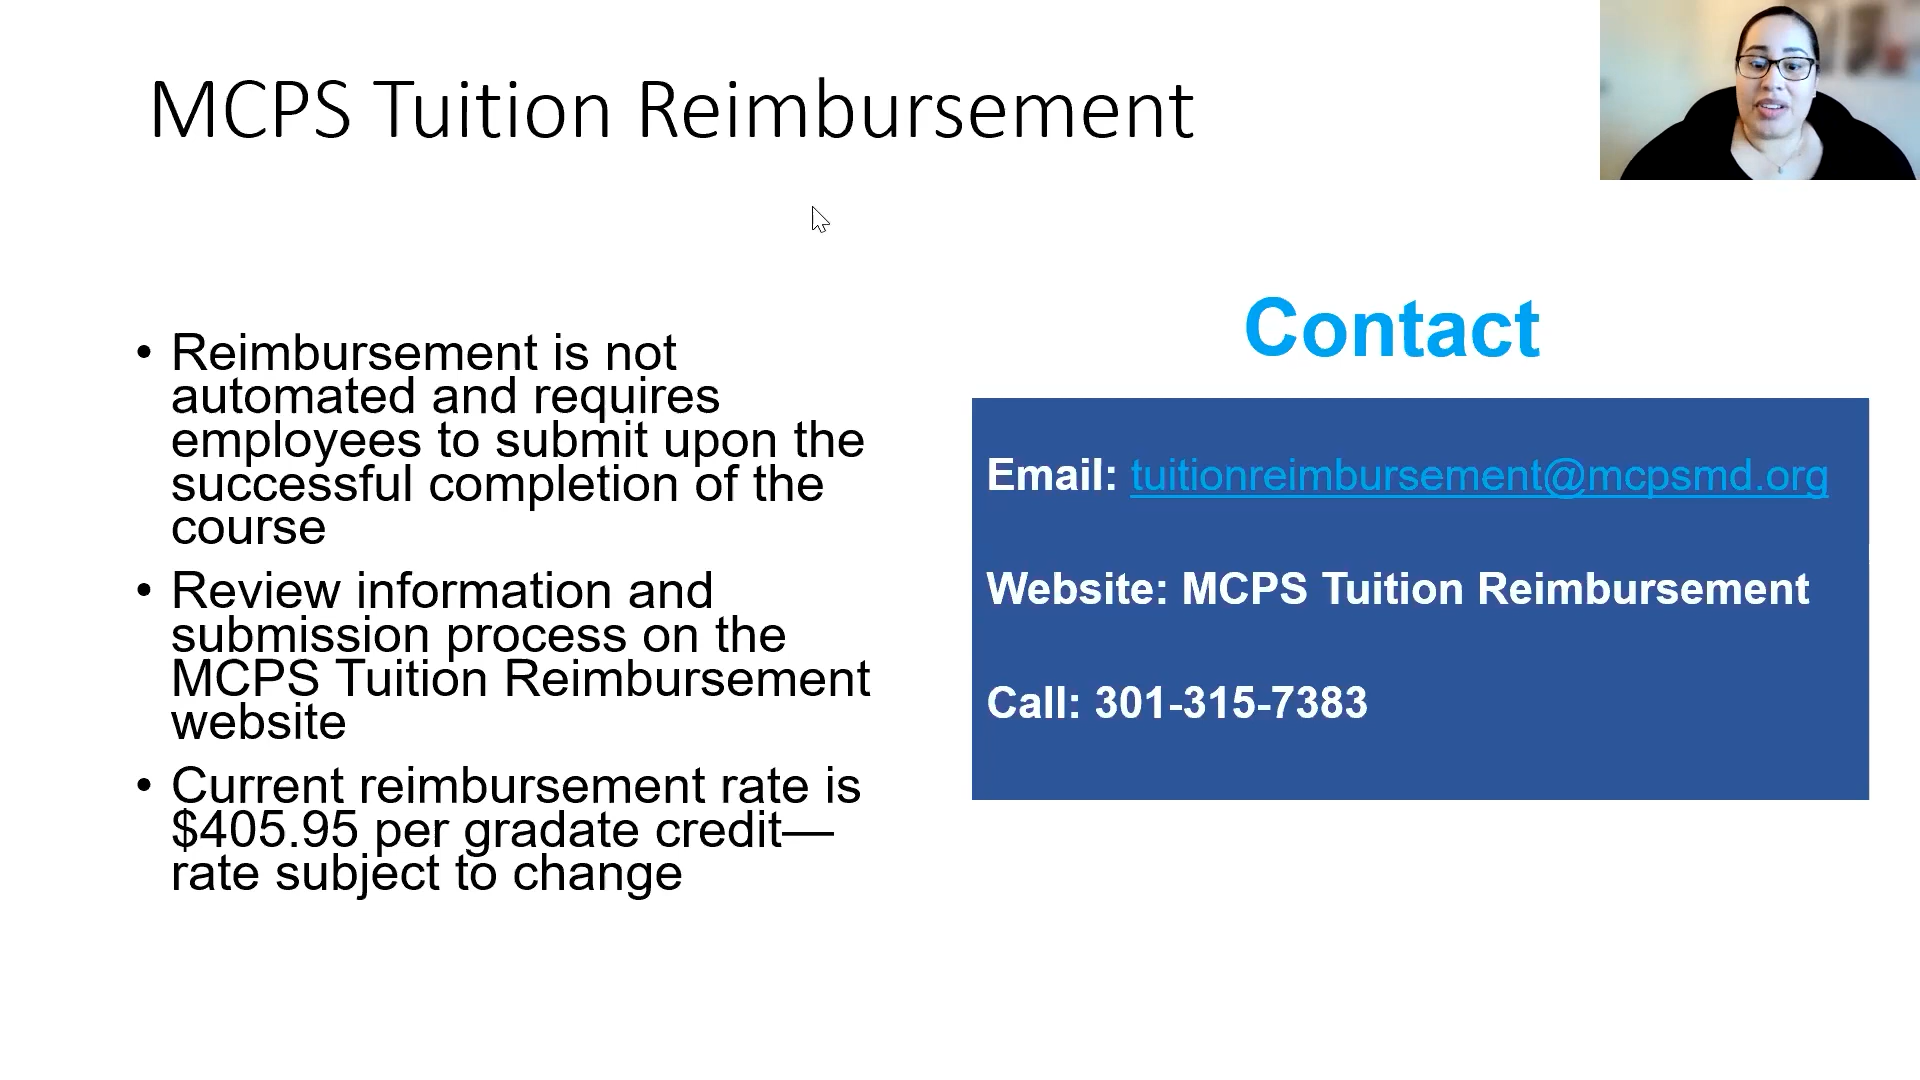 MCPS Tuition Reimbursement
• Reimbursement is not
automated and requires
employees to submit upon the
successful completion of the
course
• Review information and
submission process on the
MCPS Tuition Reimbursement
website
• Current reimbursement rate is
$405.95 per gradate credit—
rate subject to change
Contact
Email: tuitionreimbursement@mcpsmd.org
Website: MCPS Tuition Reimbursement
Call: 301-315-7383